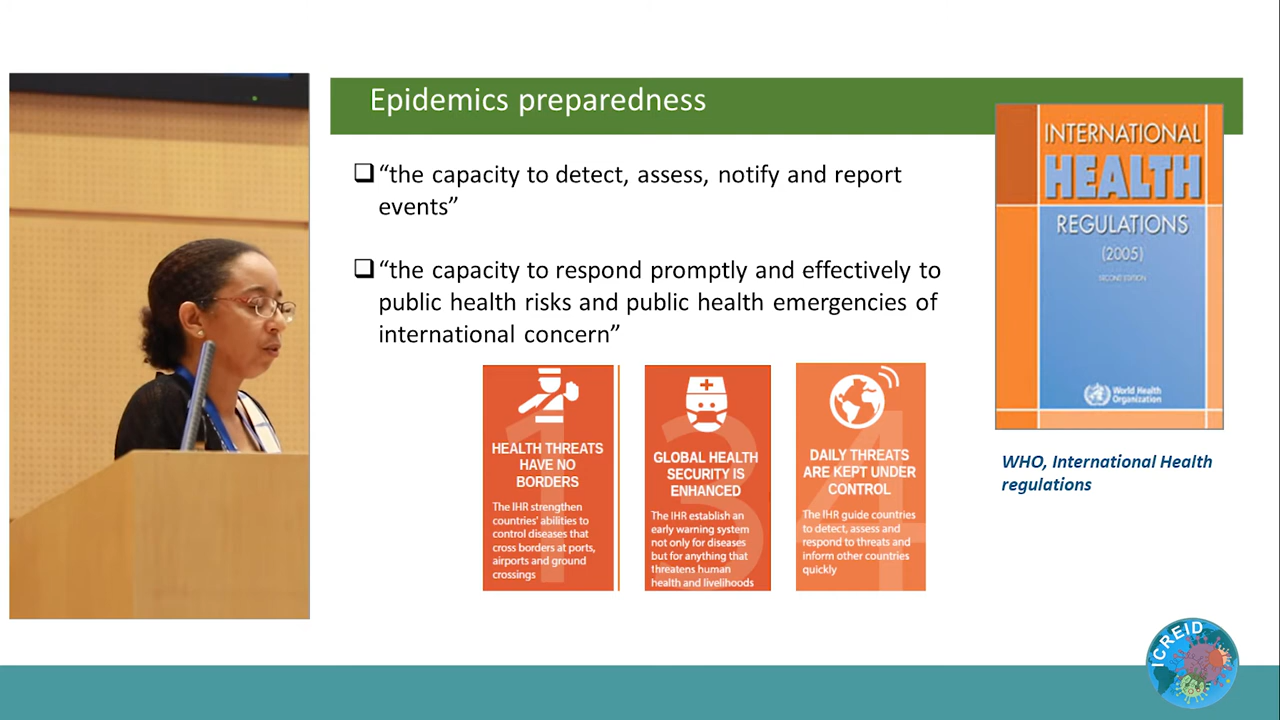 Epidemics preparedness
“the capacity to detect, assess, notify and report
events”
“the capacity to respond promptly and effectively to
public health risks and public health emergencies of
international concern”
INTERNATIONAL
HEALTH
REGULATIONS
(2005)
SECOND EDITION
World Health
Organization
WHO, International Health
regulations
1
HEALTH THREATS
HAVE NO
BORDERS
The IHR strengthen
countries' abilities to
control diseases that
cross borders at ports,
airports and ground
crossings
3
GLOBAL HEALTH
SECURITY IS
ENHANCED
The IHR establish an
early warning system
not only for diseases
but for anything that
threatens human
health and livelihoods
4
DAILY THREATS
ARE KEPT UNDER
CONTROL
The IHR guide countries
to detect, assess and
respond to threats and
inform other countries
quickly
ICREID